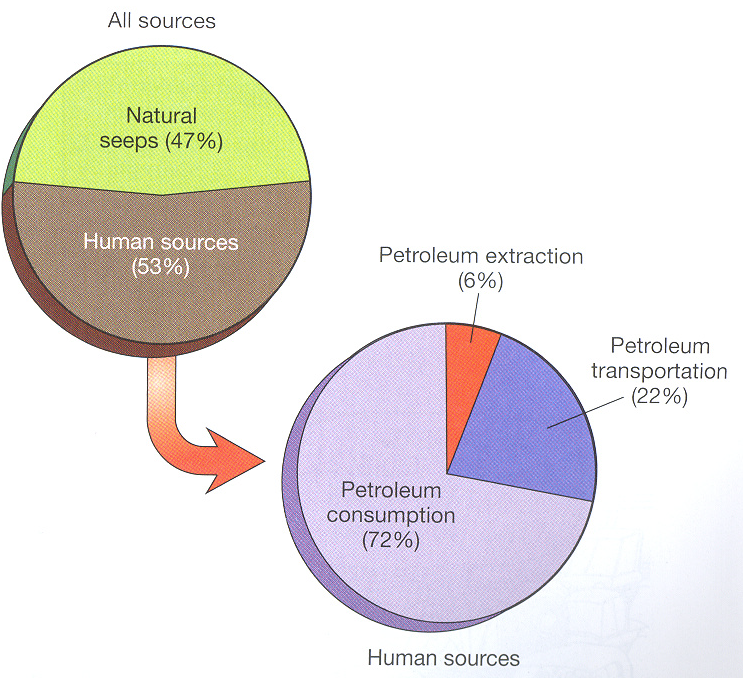 All sources
Natural
seeps (47%)
Human sources
(53%)
Petroleum extraction
(6%)
Petroleum
transportation
(22%)
Petroleum
consumption
(72%)
Human sources